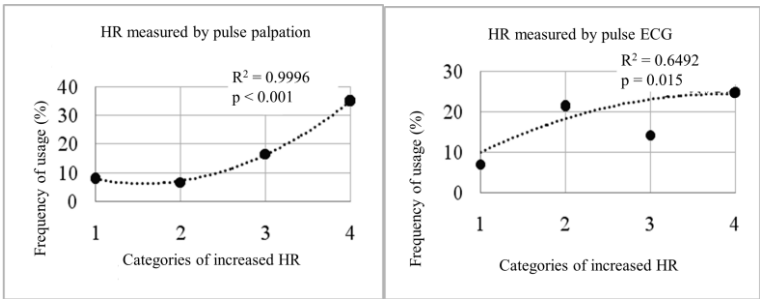 HR measured by pulse palpation
R² = 0.9996
p < 0.001
Frequency of usage (%)
40
30
20
10
0
1 2 3 4
Categories of increased HR
HR measured by pulse ECG
R² = 0.6492
p = 0.015
Frequency of usage (%)
30
20
10
0
1 2 3 4
Categories of increased HR